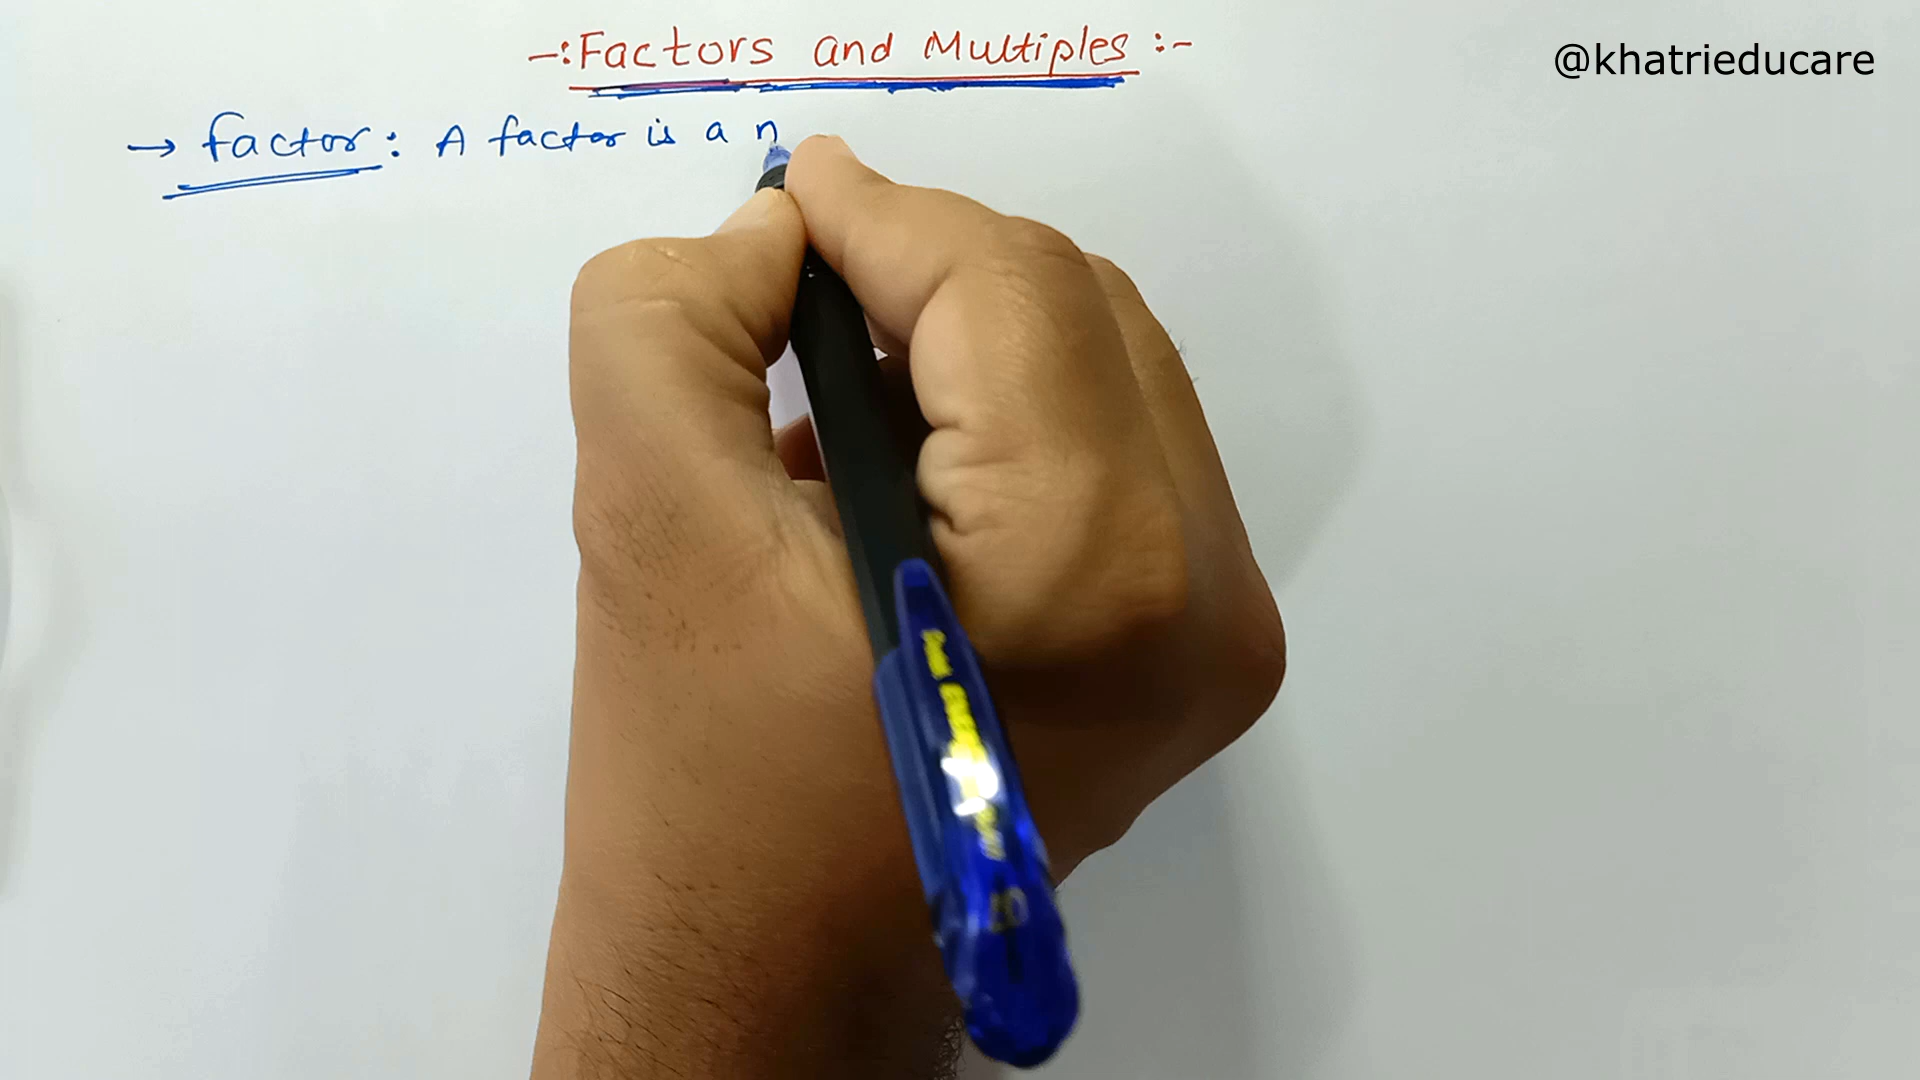 -: Factors and Multiples :-
@khatrieducare
→ factor: A factor is a n